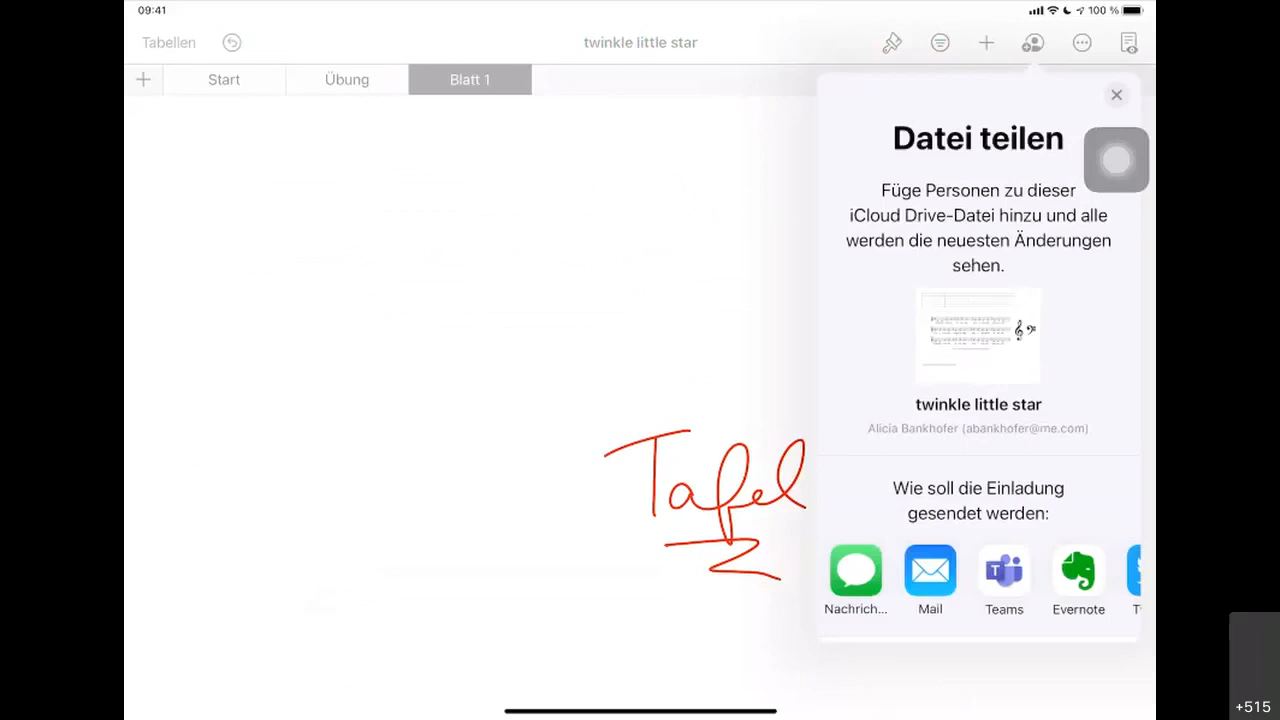 09:41
100 %
Tabellen
twinkle little star
Start
Übung
Blatt 1
Datei teilen
Füge Personen zu dieser
iCloud Drive-Datei hinzu und alle
werden die neuesten Änderungen
sehen.
twinkle little star
Alicia Bankhofer (abankhofer@me.com)
Wie soll die Einladung
gesendet werden:
Nachrich...
Mail
Teams
Evernote
Tafel
+515